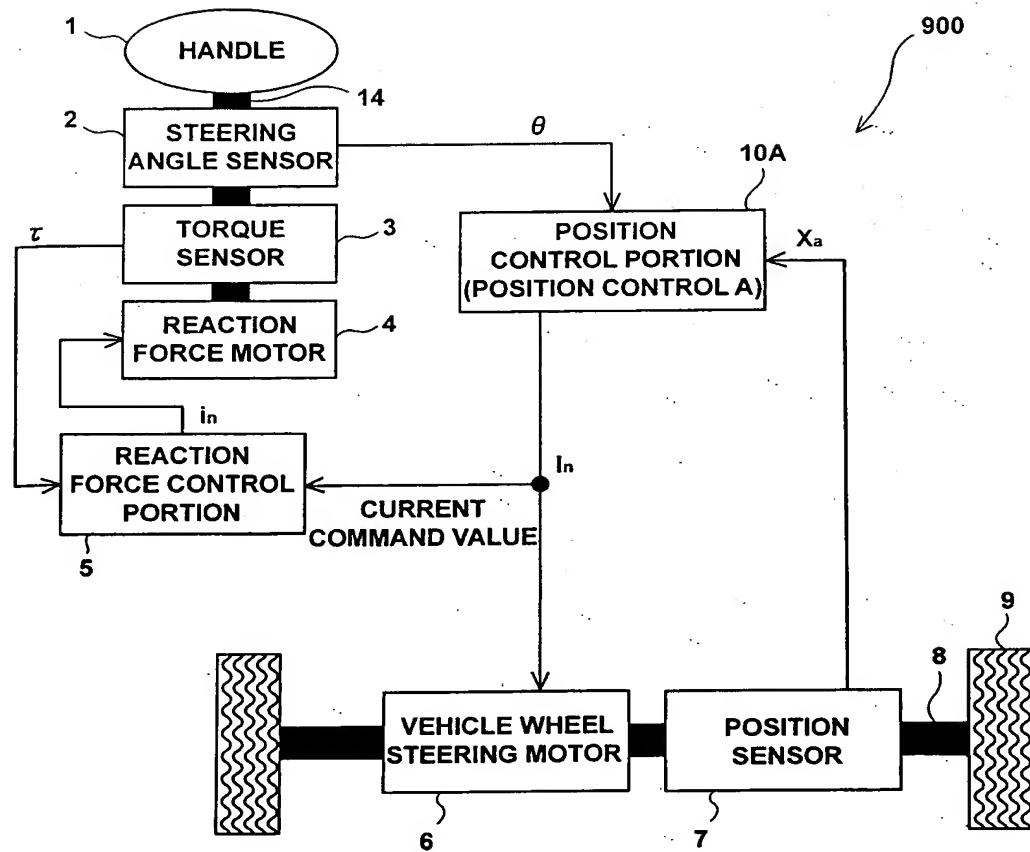 1
HANDLE
900
14
2
STEERING
ANGLE SENSOR
θ
10A
τ
TORQUE
SENSOR
3
POSITION
CONTROL PORTION
(POSITION CONTROL A)
Xa
REACTION
FORCE MOTOR
4
in
REACTION
FORCE CONTROL
PORTION
In
CURRENT
COMMAND VALUE
5
9
8
VEHICLE WHEEL
STEERING MOTOR
POSITION
SENSOR
6
7